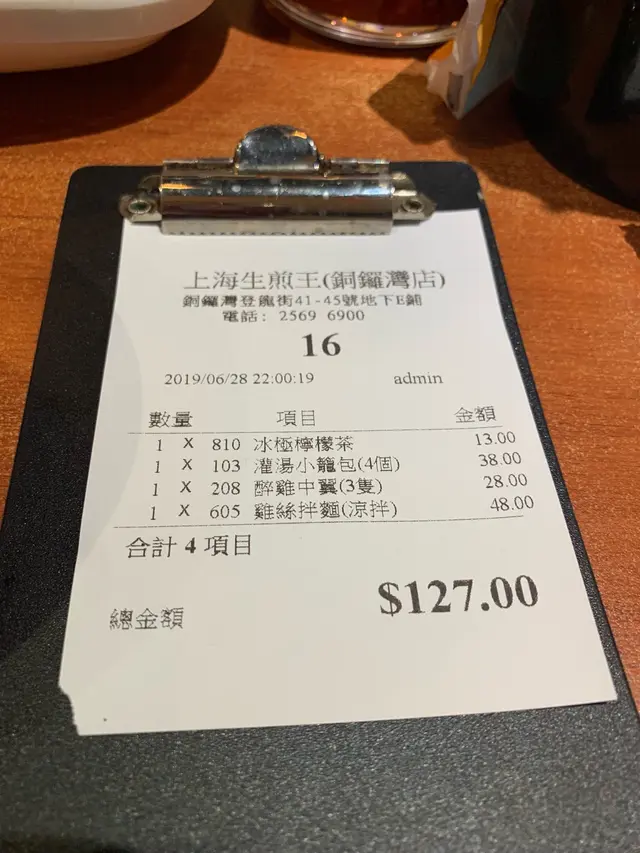 上海生煎王(銅鑼灣店)
銅鑼灣登龍街41-45號地下E鋪
電話: 2569 6900
16
2019/06/28 22:00:19 admin
數量 項目 金額
1 X 810 冰極檸檬茶 13.00
1 X 103 灌湯小籠包(4個) 38.00
1 X 208 醉雞中翼(3隻) 28.00
1 X 605 雞絲拌麵(涼拌) 48.00
合計 4 項目
總金額 $127.00